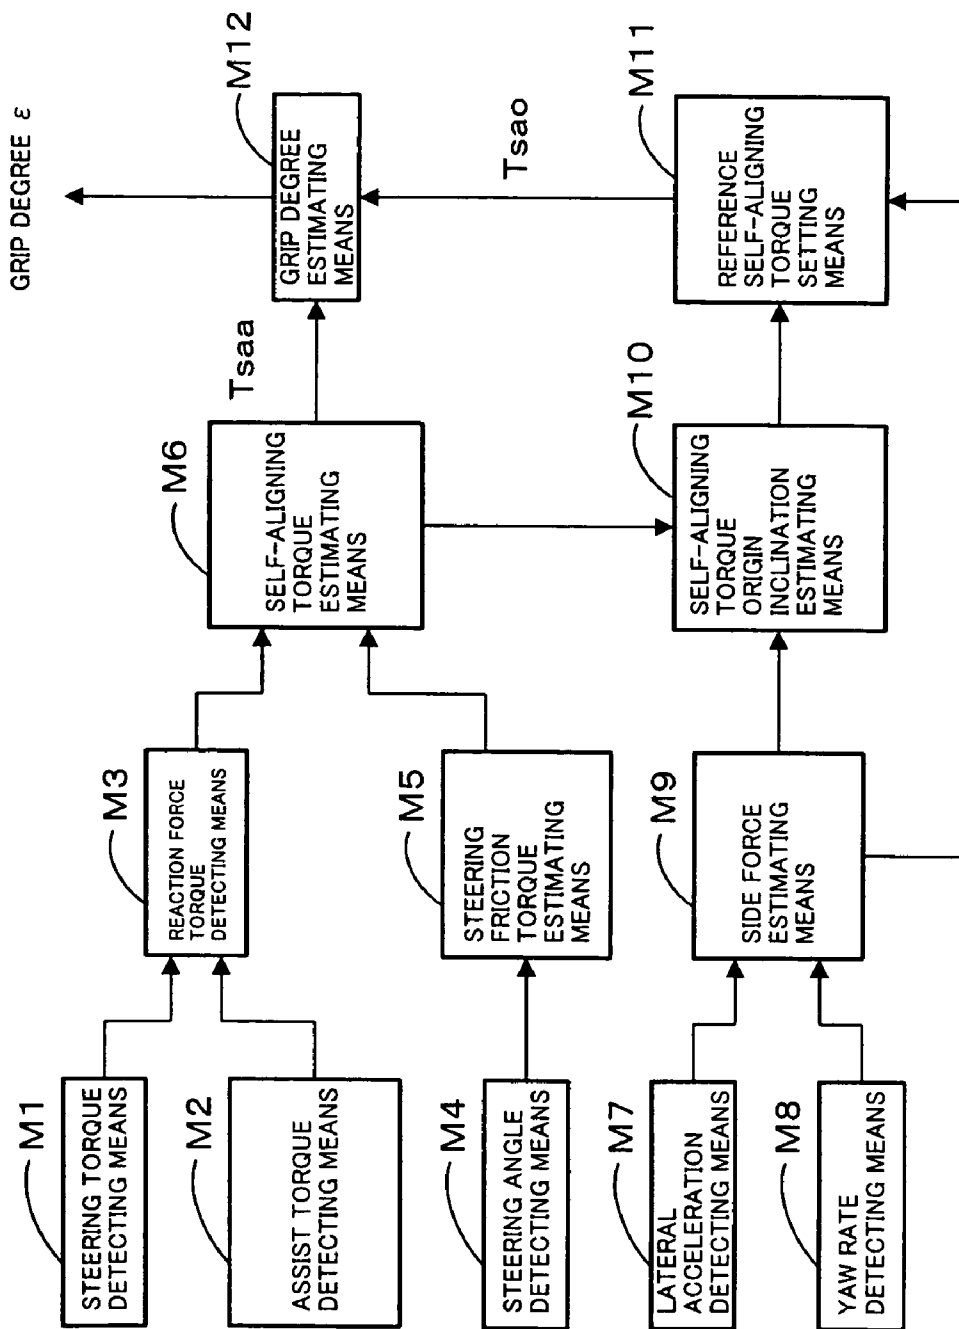 M1
STEERING TORQUE
DETECTING MEANS
M2
ASSIST TORQUE
DETECTING MEANS
M3
REACTION FORCE
TORQUE
DETECTING MEANS
M4
STEERING ANGLE
DETECTING MEANS
M5
STEERING
FRICTION
TORQUE
ESTIMATING
MEANS
M6
SELF-ALIGNING
TORQUE
ESTIMATING
MEANS
Tsaa
M7
LATERAL
ACCELERATION
DETECTING MEANS
M8
YAW RATE
DETECTING MEANS
M9
SIDE FORCE
ESTIMATING
MEANS
M10
SELF-ALIGNING
TORQUE
ORIGIN
INCLINATION
ESTIMATING
MEANS
M11
REFERENCE
SELF-ALIGNING
TORQUE
SETTING
MEANS
Tsao
M12
GRIP DEGREE
ESTIMATING
MEANS
GRIP DEGREE ε